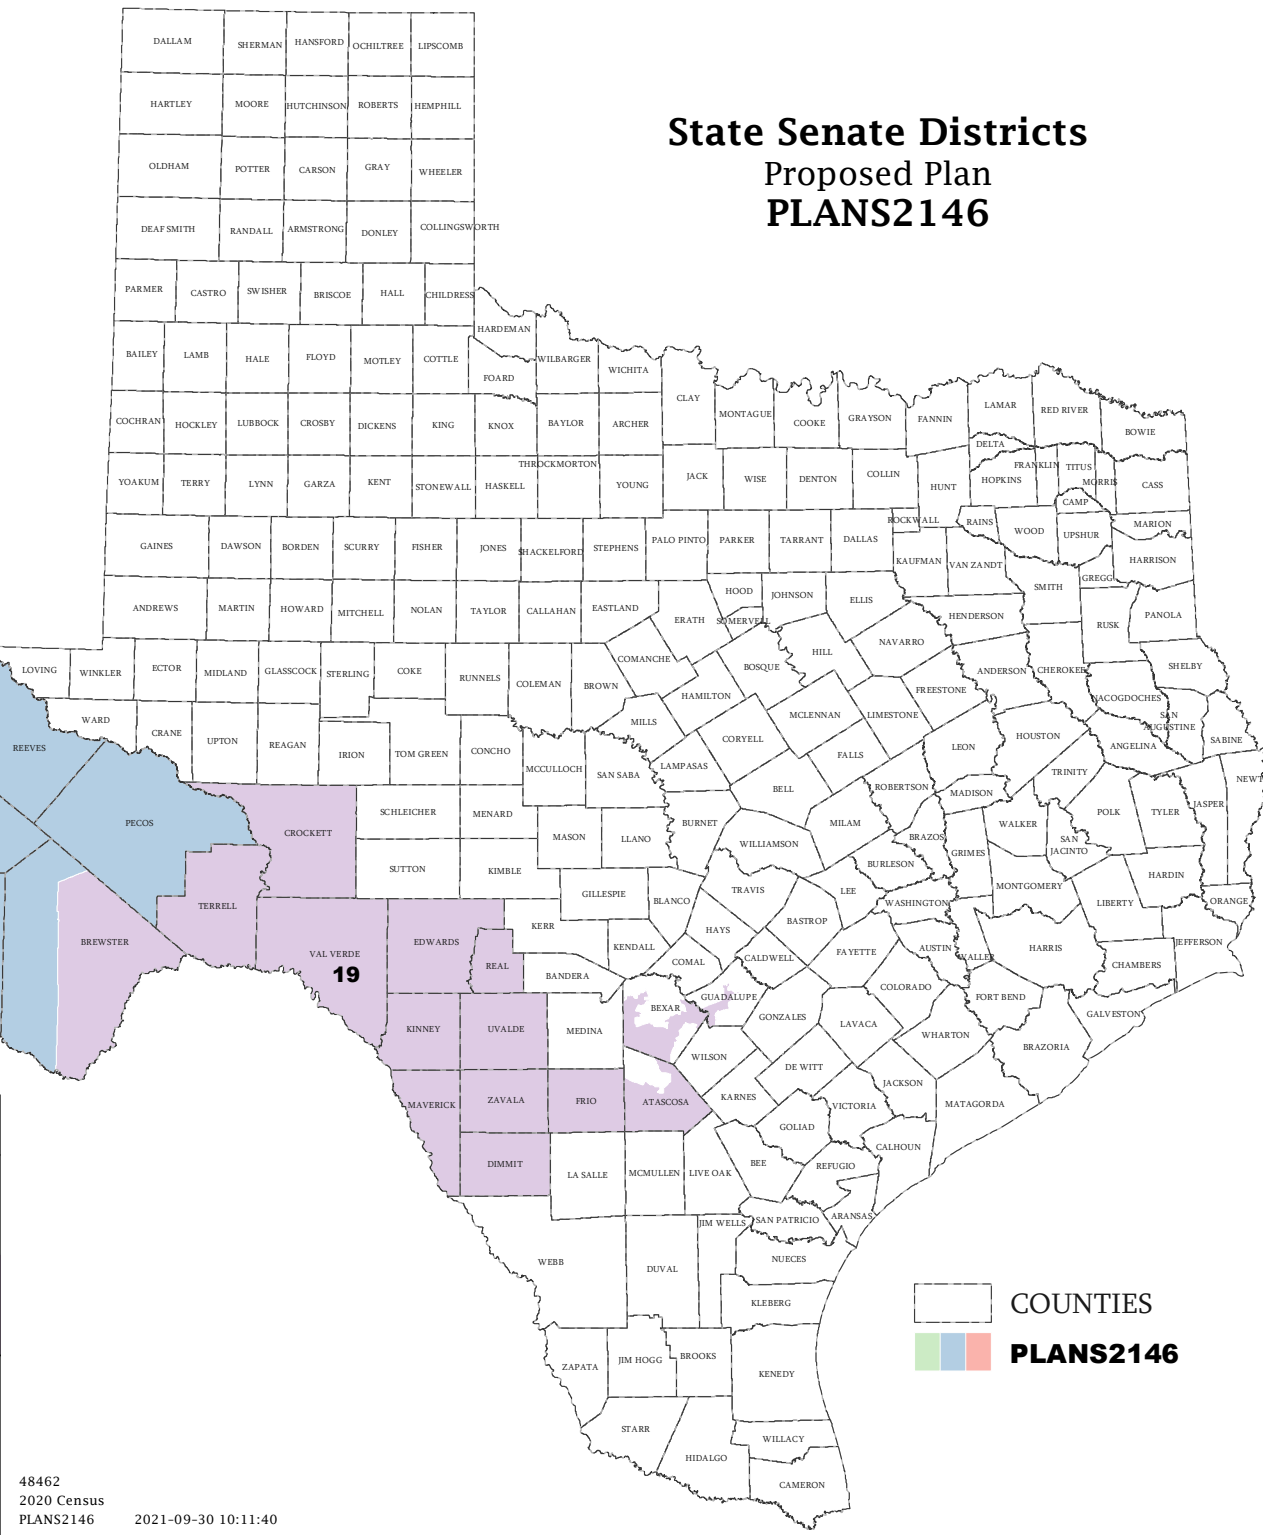 State Senate Districts
Proposed Plan
PLANS2146
DALLAM
SHERMAN
HANSFORD
OCHILTREE
LIPSCOMB
HARTLEY
MOORE
HUTCHINSON
ROBERTS
HEMPHILL
OLDHAM
POTTER
CARSON
GRAY
WHEELER
DEAF SMITH
RANDALL
ARMSTRONG
DONLEY
COLLINGSWORTH
PARMER
CASTRO
SWISHER
BRISCOE
HALL
CHILDRESS
HARDEMAN
BAILEY
LAMB
HALE
FLOYD
MOTLEY
COTTLE
FOARD
WILBARGER
WICHITA
CLAY
MONTAGUE
COOKE
GRAYSON
FANNIN
LAMAR
RED RIVER
BOWIE
COCHRAN
HOCKLEY
LUBBOCK
CROSBY
DICKENS
KING
KNOX
BAYLOR
ARCHER
DELTA
YOAKUM
TERRY
LYNN
GARZA
KENT
STONEWALL
HASKELL
THROCKMORTON
YOUNG
JACK
WISE
DENTON
COLLIN
HUNT
HOPKINS
FRANKLIN
TITUS
MORRIS
CASS
CAMP
GAINES
DAWSON
BORDEN
SCURRY
FISHER
JONES
SHACKELFORD
STEPHENS
PALO PINTO
PARKER
TARRANT
DALLAS
ROCKWALL
RAINS
WOOD
UPSHUR
MARION
KAUFMAN
VAN ZANDT
SMITH
GREGG
HARRISON
ANDREWS
MARTIN
HOWARD
MITCHELL
NOLAN
TAYLOR
CALLAHAN
EASTLAND
ERATH
HOOD
SOMERVELL
JOHNSON
ELLIS
HENDERSON
RUSK
PANOLA
LOVING
WINKLER
ECTOR
MIDLAND
GLASSCOCK
STERLING
COKE
RUNNELS
COLEMAN
BROWN
COMANCHE
HAMILTON
BOSQUE
HILL
NAVARRO
FREESTONE
ANDERSON
CHEROKEE
NACOGDOCHES
SHELBY
SAN
AUGUSTINE
SABINE
WARD
CRANE
UPTON
REAGAN
IRION
TOM GREEN
CONCHO
MCCULLOCH
SAN SABA
MILLS
LAMPASAS
CORYELL
MCLENNAN
LIMESTONE
FALLS
LEON
HOUSTON
ANGELINA
TRINITY
NEWT
REEVES
PECOS
CROCKETT
SCHLEICHER
MENARD
MASON
LLANO
BURNET
BELL
MILAM
ROBERTSON
MADISON
BRAZOS
GRIMES
WALKER
SAN
JACINTO
POLK
TYLER
JASPER
SUTTON
KIMBLE
GILLESPIE
BLANCO
WILLIAMSON
TRAVIS
BURLESON
LEE
WASHINGTON
MONTGOMERY
LIBERTY
HARDIN
ORANGE
TERRELL
BREWSTER
VAL VERDE
19
EDWARDS
REAL
KERR
KENDALL
BANDERA
HAYS
COMAL
CALDWELL
BASTROP
FAYETTE
AUSTIN
WALLER
HARRIS
CHAMBERS
JEFFERSON
KINNEY
UVALDE
MEDINA
BEXAR
GUADALUPE
GONZALES
LAVACA
COLORADO
FORT BEND
GALVESTON
BRAZORIA
WHARTON
WILSON
DE WITT
MAVERICK
ZAVALA
FRIO
ATASCOSA
KARNES
VICTORIA
JACKSON
MATAGORDA
GOLIAD
CALHOUN
DIMMIT
LA SALLE
MCMULLEN
LIVE OAK
BEE
REFUGIO
ARANSAS
SAN PATRICIO
JIM WELLS
NUECES
WEBB
DUVAL
KLEBERG
ZAPATA
JIM HOGG
BROOKS
KENEDY
STARR
HIDALGO
WILLACY
CAMERON
COUNTIES
PLANS2146
48462
2020 Census
PLANS2146 2021-09-30 10:11:40